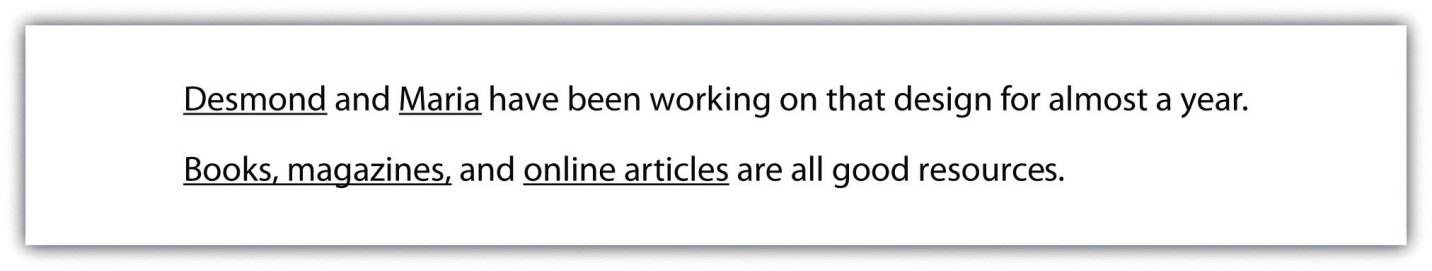 Desmond and Maria have been working on that design for almost a year.
Books, magazines, and online articles are all good resources.